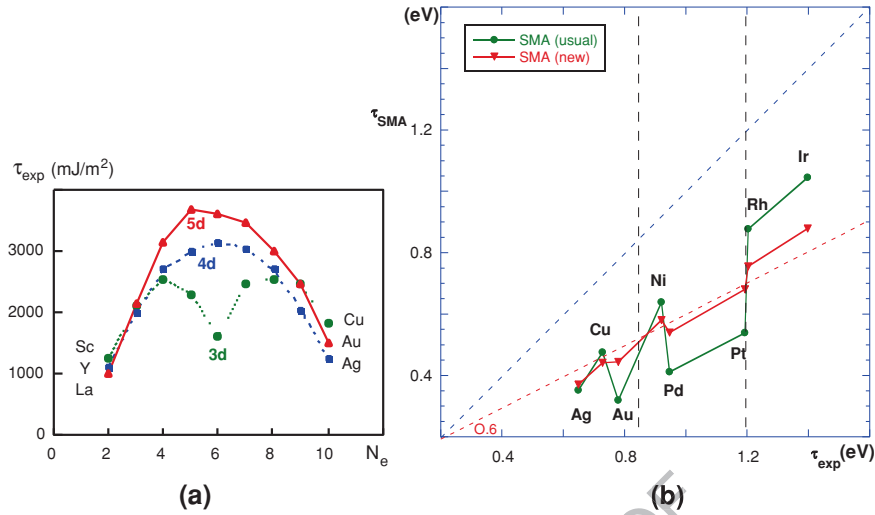 τexp (mJ/m²)
3000
2000
1000
0
0
2
4
6
8
10
Ne
5d
4d
3d
Sc
Y
La
Cu
Au
Ag
(a)
(eV)
SMA (usual)
SMA (new)
τSMA
1.2
0.8
0.4
0.4
0.8
1.2
τexp(eV)
Ir
Rh
Ni
Cu
Pt
Pd
Ag
Au
O.6
(b)